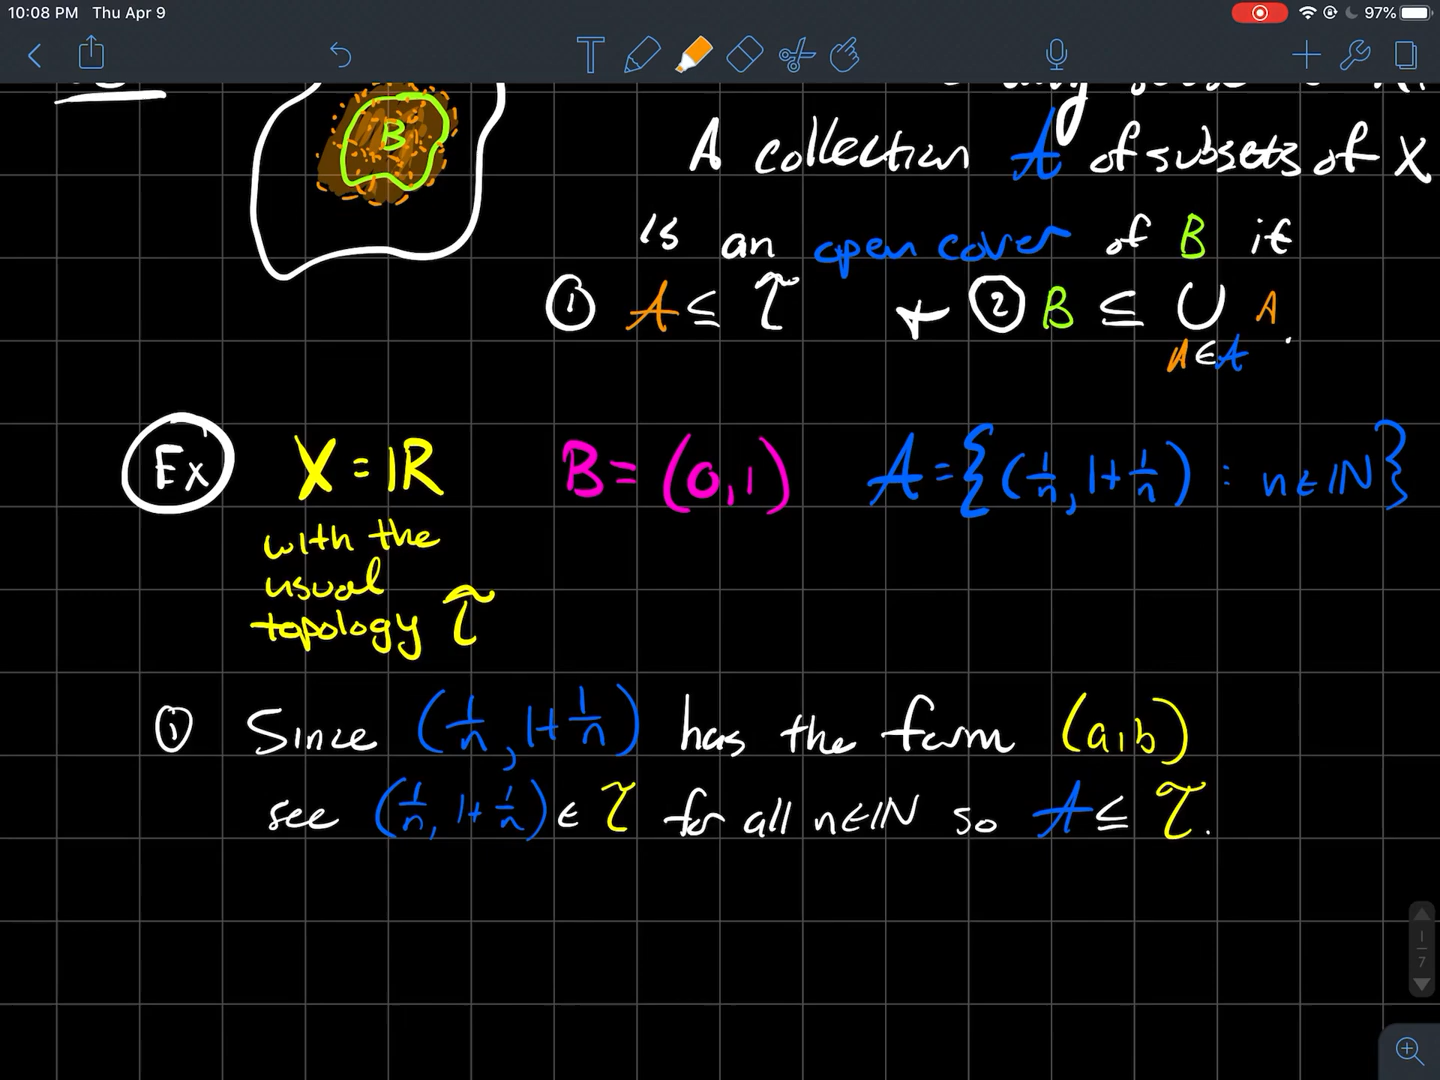 10:08 PM Thu Apr 9
97%
B
A collection A of subsets of X
is an open cover of B if
① A ⊆ τ + ② B ⊆ ∪ A.
A∈A
Ex X = ℝ B = (0,1) A = {(1/n, 1+1/n) : n∈ℕ}
with the
usual
topology τ
① Since (1/n, 1+1/n) has the form (a,b)
see (1/n, 1+1/n) ∈ τ for all n∈ℕ so A ⊆ τ.
1
7